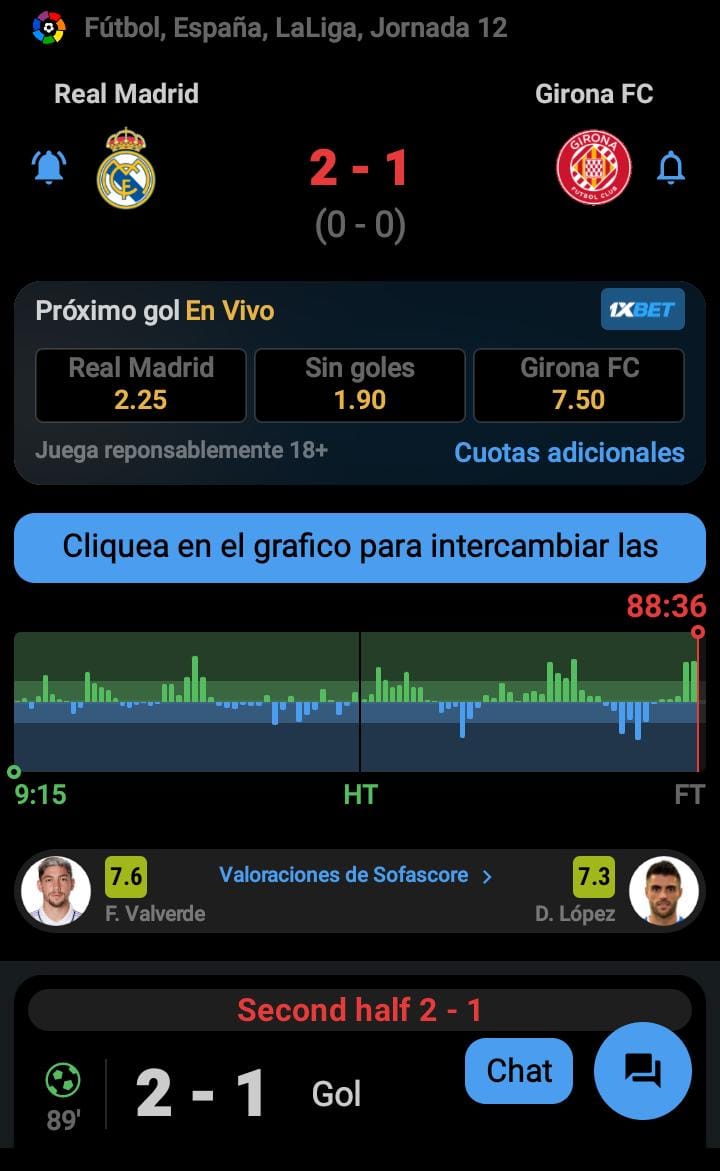 Fútbol, España, LaLiga, Jornada 12
Real Madrid
Girona FC
GIRONA
FUTBOL CLUB
2 - 1
(0 - 0)
Próximo gol En Vivo
1XBET
Real Madrid
Sin goles
Girona FC
2.25
1.90
7.50
Juega reponsablemente 18+
Cuotas adicionales
Cliquea en el grafico para intercambiar las
88:36
9:15
HT
FT
7.6
Valoraciones de Sofascore
7.3
F. Valverde
D. López
Second half 2 - 1
2 - 1
Gol
Chat
89'